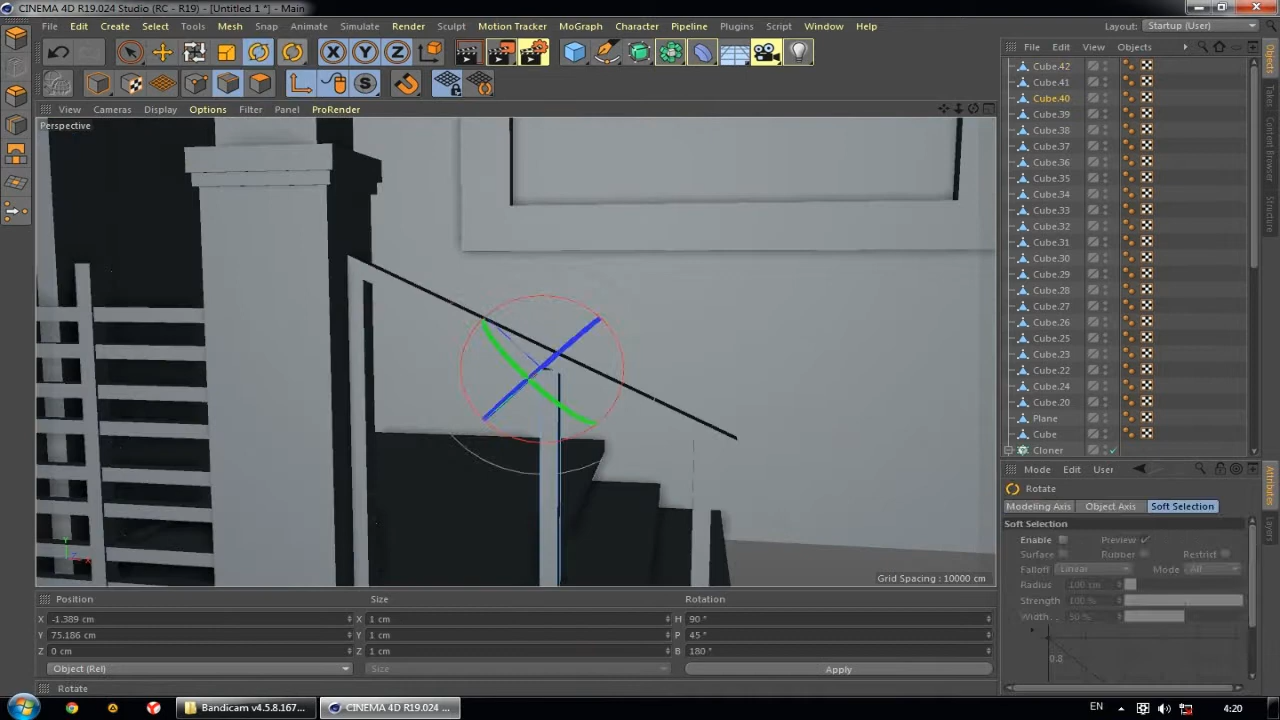 CINEMA 4D R19.024 Studio (RC - R19) - [Untitled 1 *] - Main
File Edit Create Select Tools Mesh Snap Animate Simulate Render Sculpt Motion Tracker MoGraph Character Pipeline Plugins Script Window Help
Layout: Startup (User)
File Edit View Objects
X Y Z
S
View Cameras Display Options Filter Panel ProRender
Perspective
Cube.42
Cube.41
Cube.40
Cube.39
Cube.38
Cube.37
Cube.36
Cube.35
Cube.34
Cube.33
Cube.32
Cube.31
Cube.30
Cube.29
Cube.28
Cube.27
Cube.26
Cube.25
Cube.23
Cube.22
Cube.24
Cube.20
Plane
Cube
Cloner
Objects
Takes
Content Browser
Structure
Mode Edit User
Rotate
Modeling Axis Object Axis Soft Selection
Soft Selection
Enable Preview
Surface Rubber Restrict
Falloff Linear Mode All
Radius 100 cm
Strength 100 %
Width. . 50 %
0.8
Attributes
Layers
Y
X
Z
Grid Spacing : 10000 cm
Position Size Rotation
X -1.389 cm X 1 cm H 90 °
Y 75.186 cm Y 1 cm P 45 °
Z 0 cm Z 1 cm B 180 °
Object (Rel) Size Apply
Rotate
Bandicam v4.5.8.167...
CINEMA 4D R19.024 ...
EN
4:20